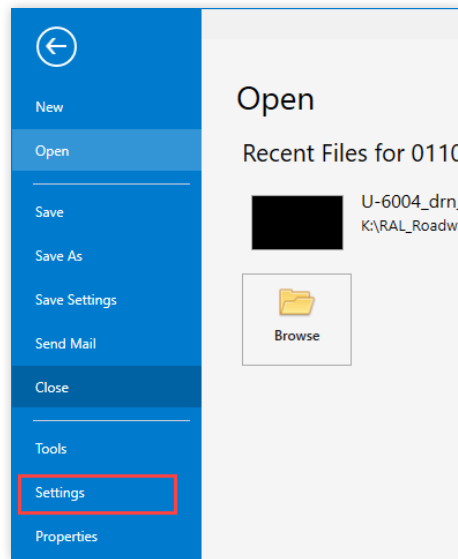 New
Open
Save
Save As
Save Settings
Send Mail
Close
Tools
Settings
Properties
Open
Recent Files for 0110
U-6004_drn_
K:\RAL_Roadw
Browse